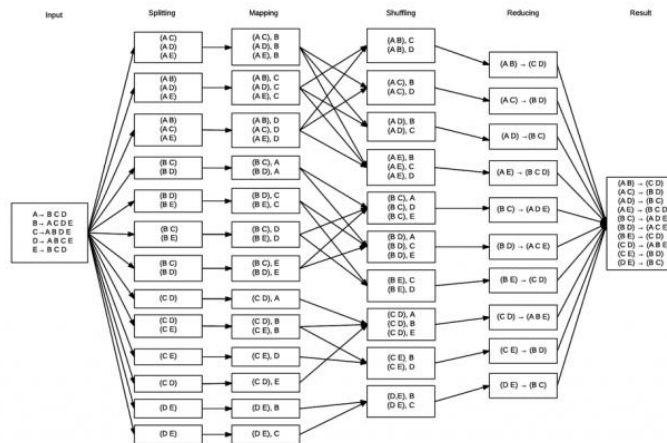 Input
Splitting
Mapping
Shuffling
Reducing
Result
A→ B C D
B→ A C D E
C→A B D E
D→ A B C E
E→ B C D
(A C)
(A D)
(A E)
(A B)
(A D)
(A E)
(A B)
(A C)
(A E)
(B C)
(B D)
(B D)
(B E)
(B C)
(B E)
(B C)
(B D)
(C D)
(C D)
(C E)
(C E)
(C D)
(D E)
(D E)
(A C), B
(A D), B
(A E), B
(A B), C
(A D), C
(A E), C
(A B), D
(A C), D
(A E), D
(B C), A
(B D), A
(B D), C
(B E), C
(B C), D
(B E), D
(B C), E
(B D), E
(C D), A
(C D), B
(C E), B
(C E), D
(C D), E
(D E), B
(D E), C
(A B), C
(A B), D
(A C), B
(A C), D
(A D), B
(A D), C
(A E), B
(A E), C
(A E), D
(B C), A
(B C), D
(B C), E
(B D), A
(B D), C
(B D), E
(B E), C
(B E), D
(C D), A
(C D), B
(C D), E
(C E), B
(C E), D
(D,E), B
(D E), C
(A B) → (C D)
(A C) → (B D)
(A D) →(B C)
(A E) → (B C D)
(B C) → (A D E)
(B D) → (A C E)
(B E) → (C D)
(C D) → (A B E)
(C E) → (B D)
(D E) → (B C)
(A B) → (C D)
(A C) → (B D)
(A D) → (B C)
(A E) → (B C D
(B C) → (A D E
(B D) → (A C E
(B E) → (C D)
(C D) → (A B E
(C E) → (B D)
(D E) → (B C)